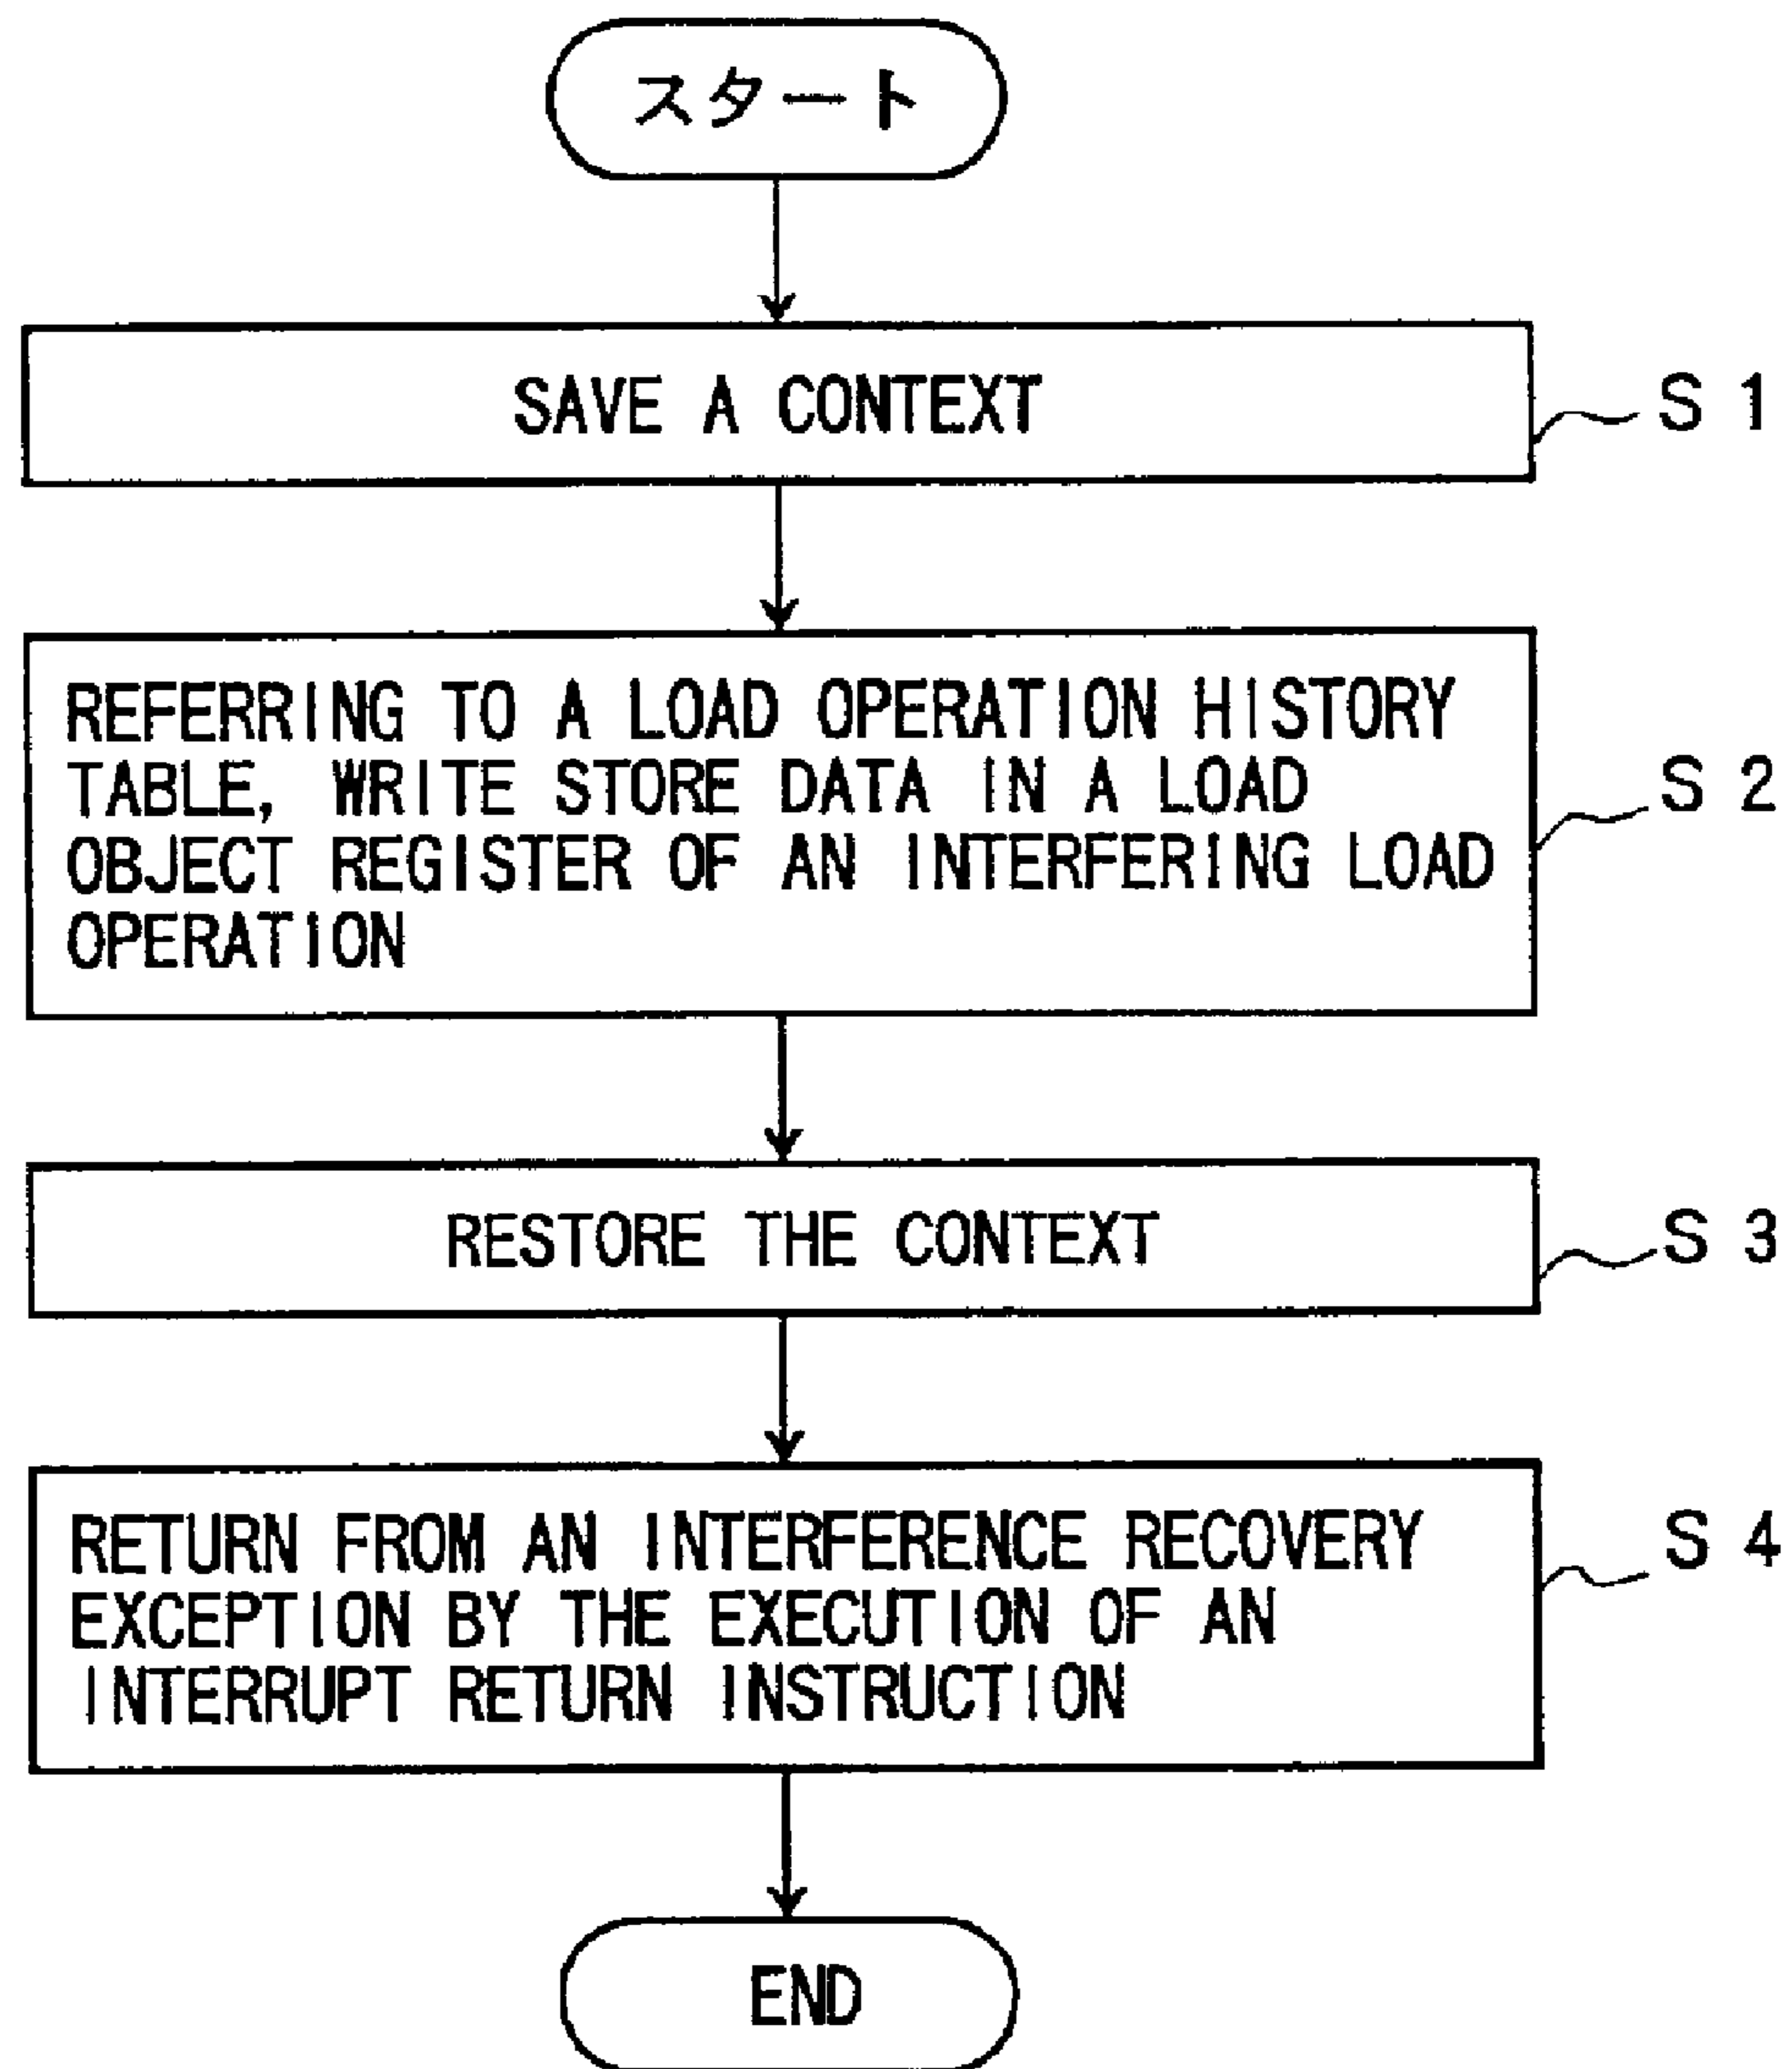 スタート
SAVE A CONTEXT
S 1
REFERRING TO A LOAD OPERATION HISTORY
TABLE, WRITE STORE DATA IN A LOAD
OBJECT REGISTER OF AN INTERFERING LOAD
OPERATION
S 2
RESTORE THE CONTEXT
S 3
RETURN FROM AN INTERFERENCE RECOVERY
EXCEPTION BY THE EXECUTION OF AN
INTERRUPT RETURN INSTRUCTION
S 4
END